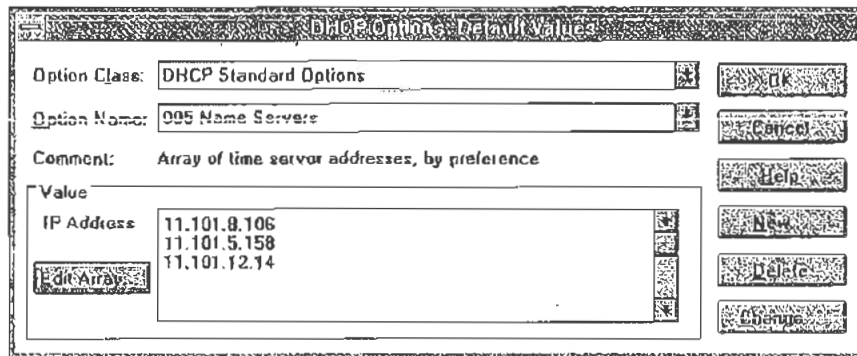 DHCP Options: Default Values
Option Class: DHCP Standard Options
Option Name: 005 Name Servers
Comment: Array of time server addresses, by preference
Value
IP Address
11.101.8.106
11.101.5.158
11.101.12.14
Edit Array...
OK
Cancel
Help
New
Delete
Change